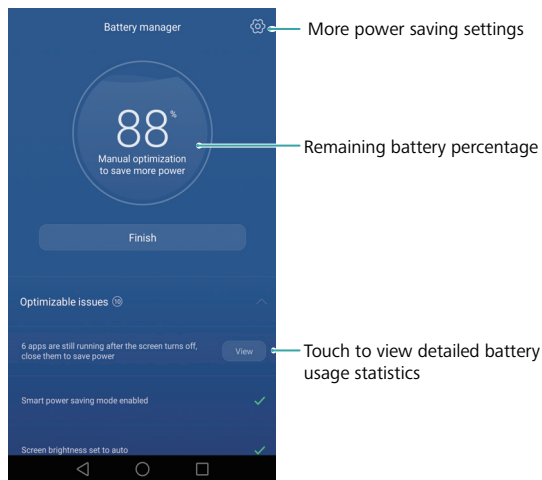 Battery manager
More power saving settings
88%
Manual optimization
to save more power
Remaining battery percentage
Finish
Optimizable issues 10
6 apps are still running after the screen turns off,
close them to save power
View
Touch to view detailed battery
usage statistics
Smart power saving mode enabled
Screen brightness set to auto